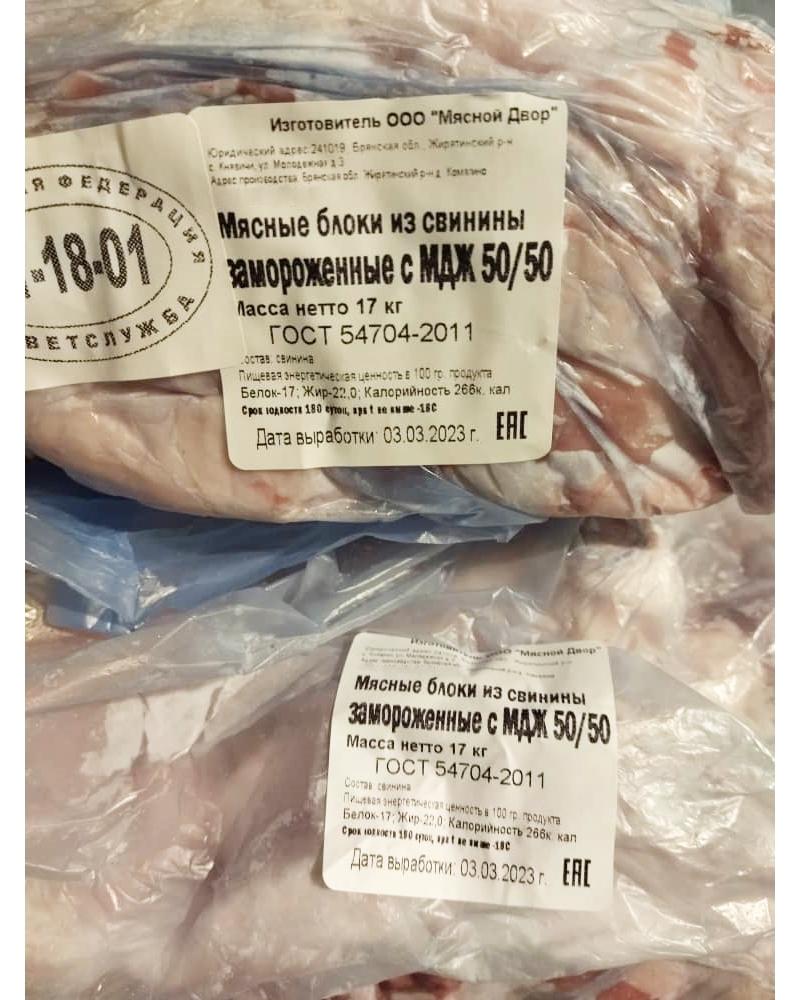 Изготовитель ООО "Мясной Двор"
Юридический адрес:241019, Брянская обл., Жирятинский р-н
с. Княвичи, ул. Молодежная д.3
Адрес производства: Брянская обл. Жирятинский р-н д. Комягино
Я ФЕДЕРАЦИЯ
-18-01
ВЕТСЛУЖБА
Мясные блоки из свинины
замороженные с МДЖ 50/50
Масса нетто 17 кг
ГОСТ 54704-2011
остав: свинина
Пищевая энергетическая ценность в 100 гр. продукта
Белок-17; Жир-22,0; Калорийность 266к. кал
Срок годности 180 суток, при t не выше -18С
Дата выработки: 03.03.2023 г. ЕАС
Изготовитель ООО "Мясной Двор"
Мясные блоки из свинины
замороженные с МДЖ 50/50
Масса нетто 17 кг
ГОСТ 54704-2011
Состав: свинина
Пищевая энергетическая ценность в 100 гр. продукта
Белок-17; Жир-22,0; Калорийность 266к. кал
Срок годности 180 суток, при t не выше -18С
Дата выработки: 03.03.2023 г. ЕАС